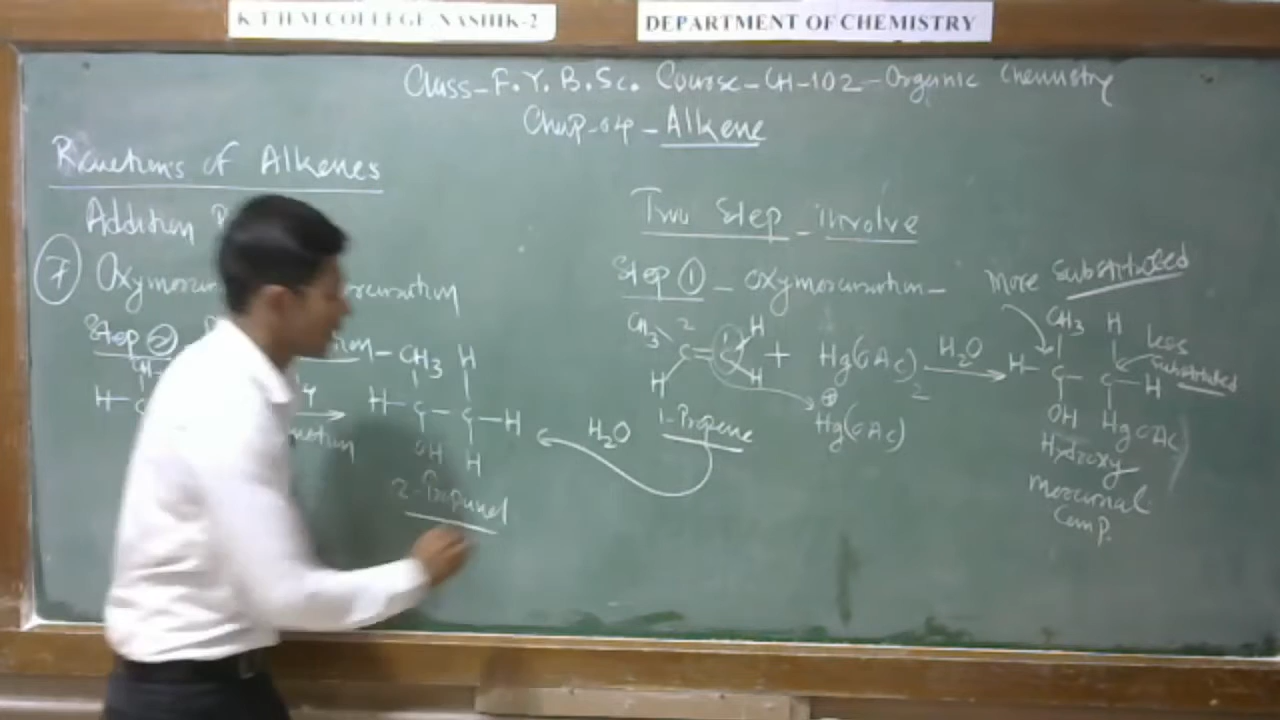 K T H M COLLEGE NASHIK-2
DEPARTMENT OF CHEMISTRY
Class-F.Y.B.Sc. Course-CH-102-Organic Chemistry
Chap-04-Alkene
Reactions of Alkenes
Addition R
7 Oxymercu
Step 2
CH3 H
H-C-C-H
OH H
2-Propanol
Two Step involve
Step 1 - Oxymercuration-
CH3 2 H
C=C + Hg(OAc)2 H2O
H H
1-Propene
⊕
Hg(OAc)
H2O
More Substituted
CH3 H
Less
Substituted
H-C-C-H
OH HgOAc
Hydroxy
Mercurial
Comp.